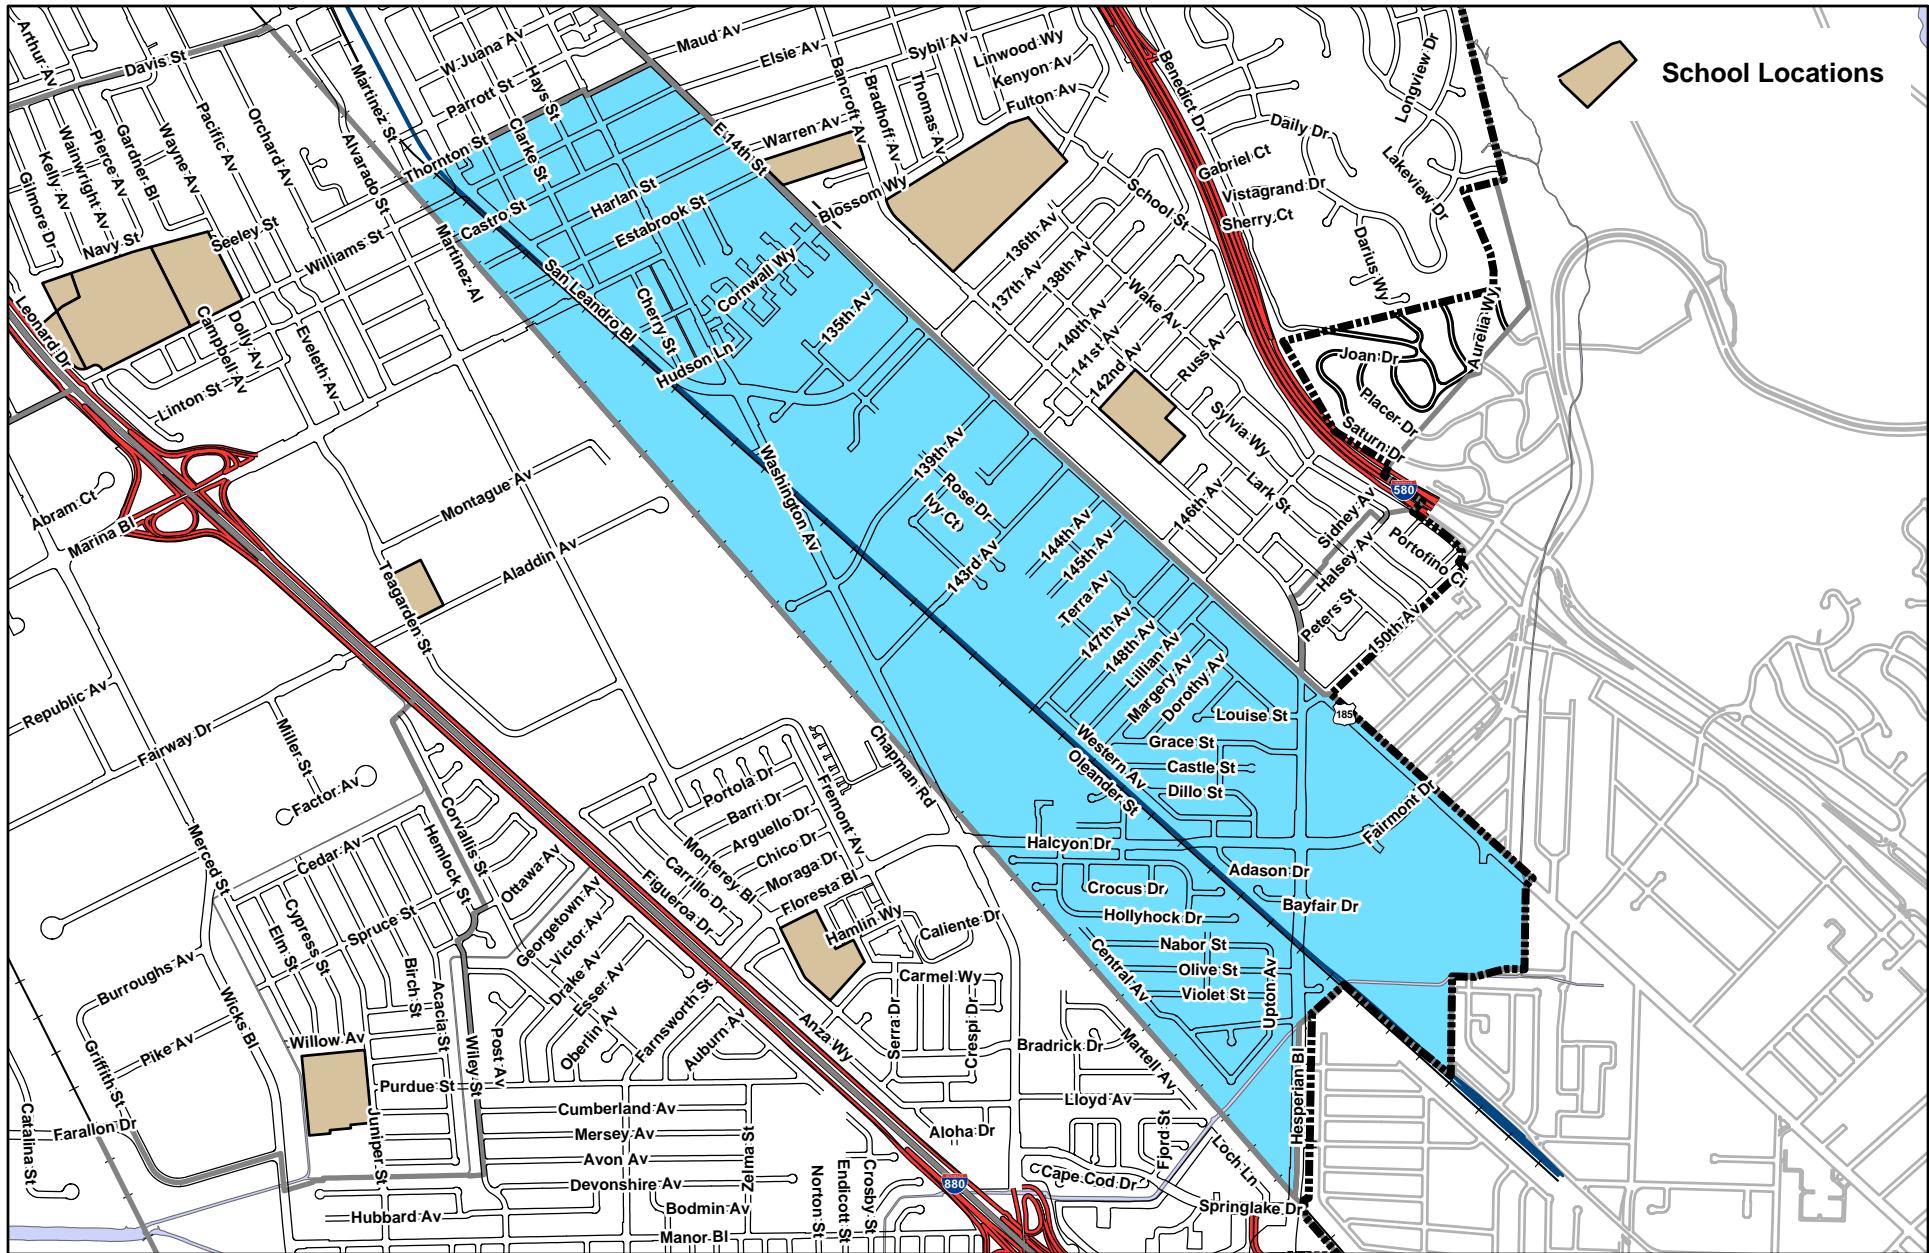 School Locations
Arthur Av
Davis St
Martinez St
W Juana Av
Hays St
Parrott St
Maud Av
Elsie Av
Sybil Av
Linwood Wy
Kenyon Av
Fulton Av
Bancroft Av
Bradhoff Av
Thomas Av
Benedict Dr
Longview Dr
Daily Dr
Gabriel Ct
Lakeview Dr
Vistagrand Dr
Sherry Ct
Darius Wy
Aurelia Wy
Kelly Av
Wainwright Av
Pierce Av
Gardner Bl
Wayne Av
Pacific Av
Orchard Av
Alvarado St
Gilmore Dr
Navy St
Seeley St
Williams St
Thornton St
Clarke St
Castro St
Harlan St
Estabrook St
E 14th St
Warren Av
Blossom Wy
School St
136th Av
137th Av
138th Av
Wake Av
140th Av
141st Av
142nd Av
Russ Av
Martinez Al
San Leandro Bl
Cherry St
Cornwall Wy
Hudson Ln
135th Av
Leonard Dr
Campbell Av
Dolly Av
Eveleth Av
Linton St
Joan Dr
Placer Dr
Saturn Dr
Sylvia Wy
Lark St
146th Av
Sidney Av
580
Halsey Av
Portofino Ci
Peters St
150th Av
Abram Ct
Marina Bl
Montague Av
Aladdin Av
Teagarden St
Washington Av
139th Av
Rose Dr
Ivy Ct
143rd Av
144th Av
145th Av
Terra Av
147th Av
148th Av
Lillian Av
Margery Av
Dorothy Av
Louise St
185
Grace St
Castle St
Dillo St
Western Av
Oleander St
Fairmont Dr
Republic Av
Fairway Dr
Miller St
Factor Av
Chapman Rd
Portola Dr
Barri Dr
Arguello Dr
Chico Dr
Moraga Dr
Floresta Bl
Fremont Av
Monterey Bl
Carrillo Dr
Figueroa Dr
Halcyon Dr
Adason Dr
Crocus Dr
Bayfair Dr
Hollyhock Dr
Nabor St
Olive St
Violet St
Upton Av
Central Av
Merced St
Cedar Av
Corvallis St
Hemlock St
Ottawa Av
Spruce St
Cypress St
Elm St
Georgetown Av
Victor Av
Drake Av
Esser Av
Oberlin Av
Farnsworth St
Auburn Av
Hamlin Wy
Caliente Dr
Carmel Wy
Serra Dr
Crespi Dr
Anza Wy
Bradrick Dr
Martell Av
Hesperian Bl
Burroughs Av
Wicks Bl
Birch St
Acacia St
Pike Av
Griffith St
Willow Av
Wiley St
Post Av
Purdue St
Juniper St
Cumberland Av
Mersey Av
Avon Av
Devonshire Av
Zelma St
Lloyd Av
Aloha Dr
Fjord St
Loch Ln
Cape Cod Dr
Springlake Dr
Catalina St
Farallon Dr
Hubbard Av
Bodmin Av
Manor Bl
Norton St
Endicott St
Crosby St
880